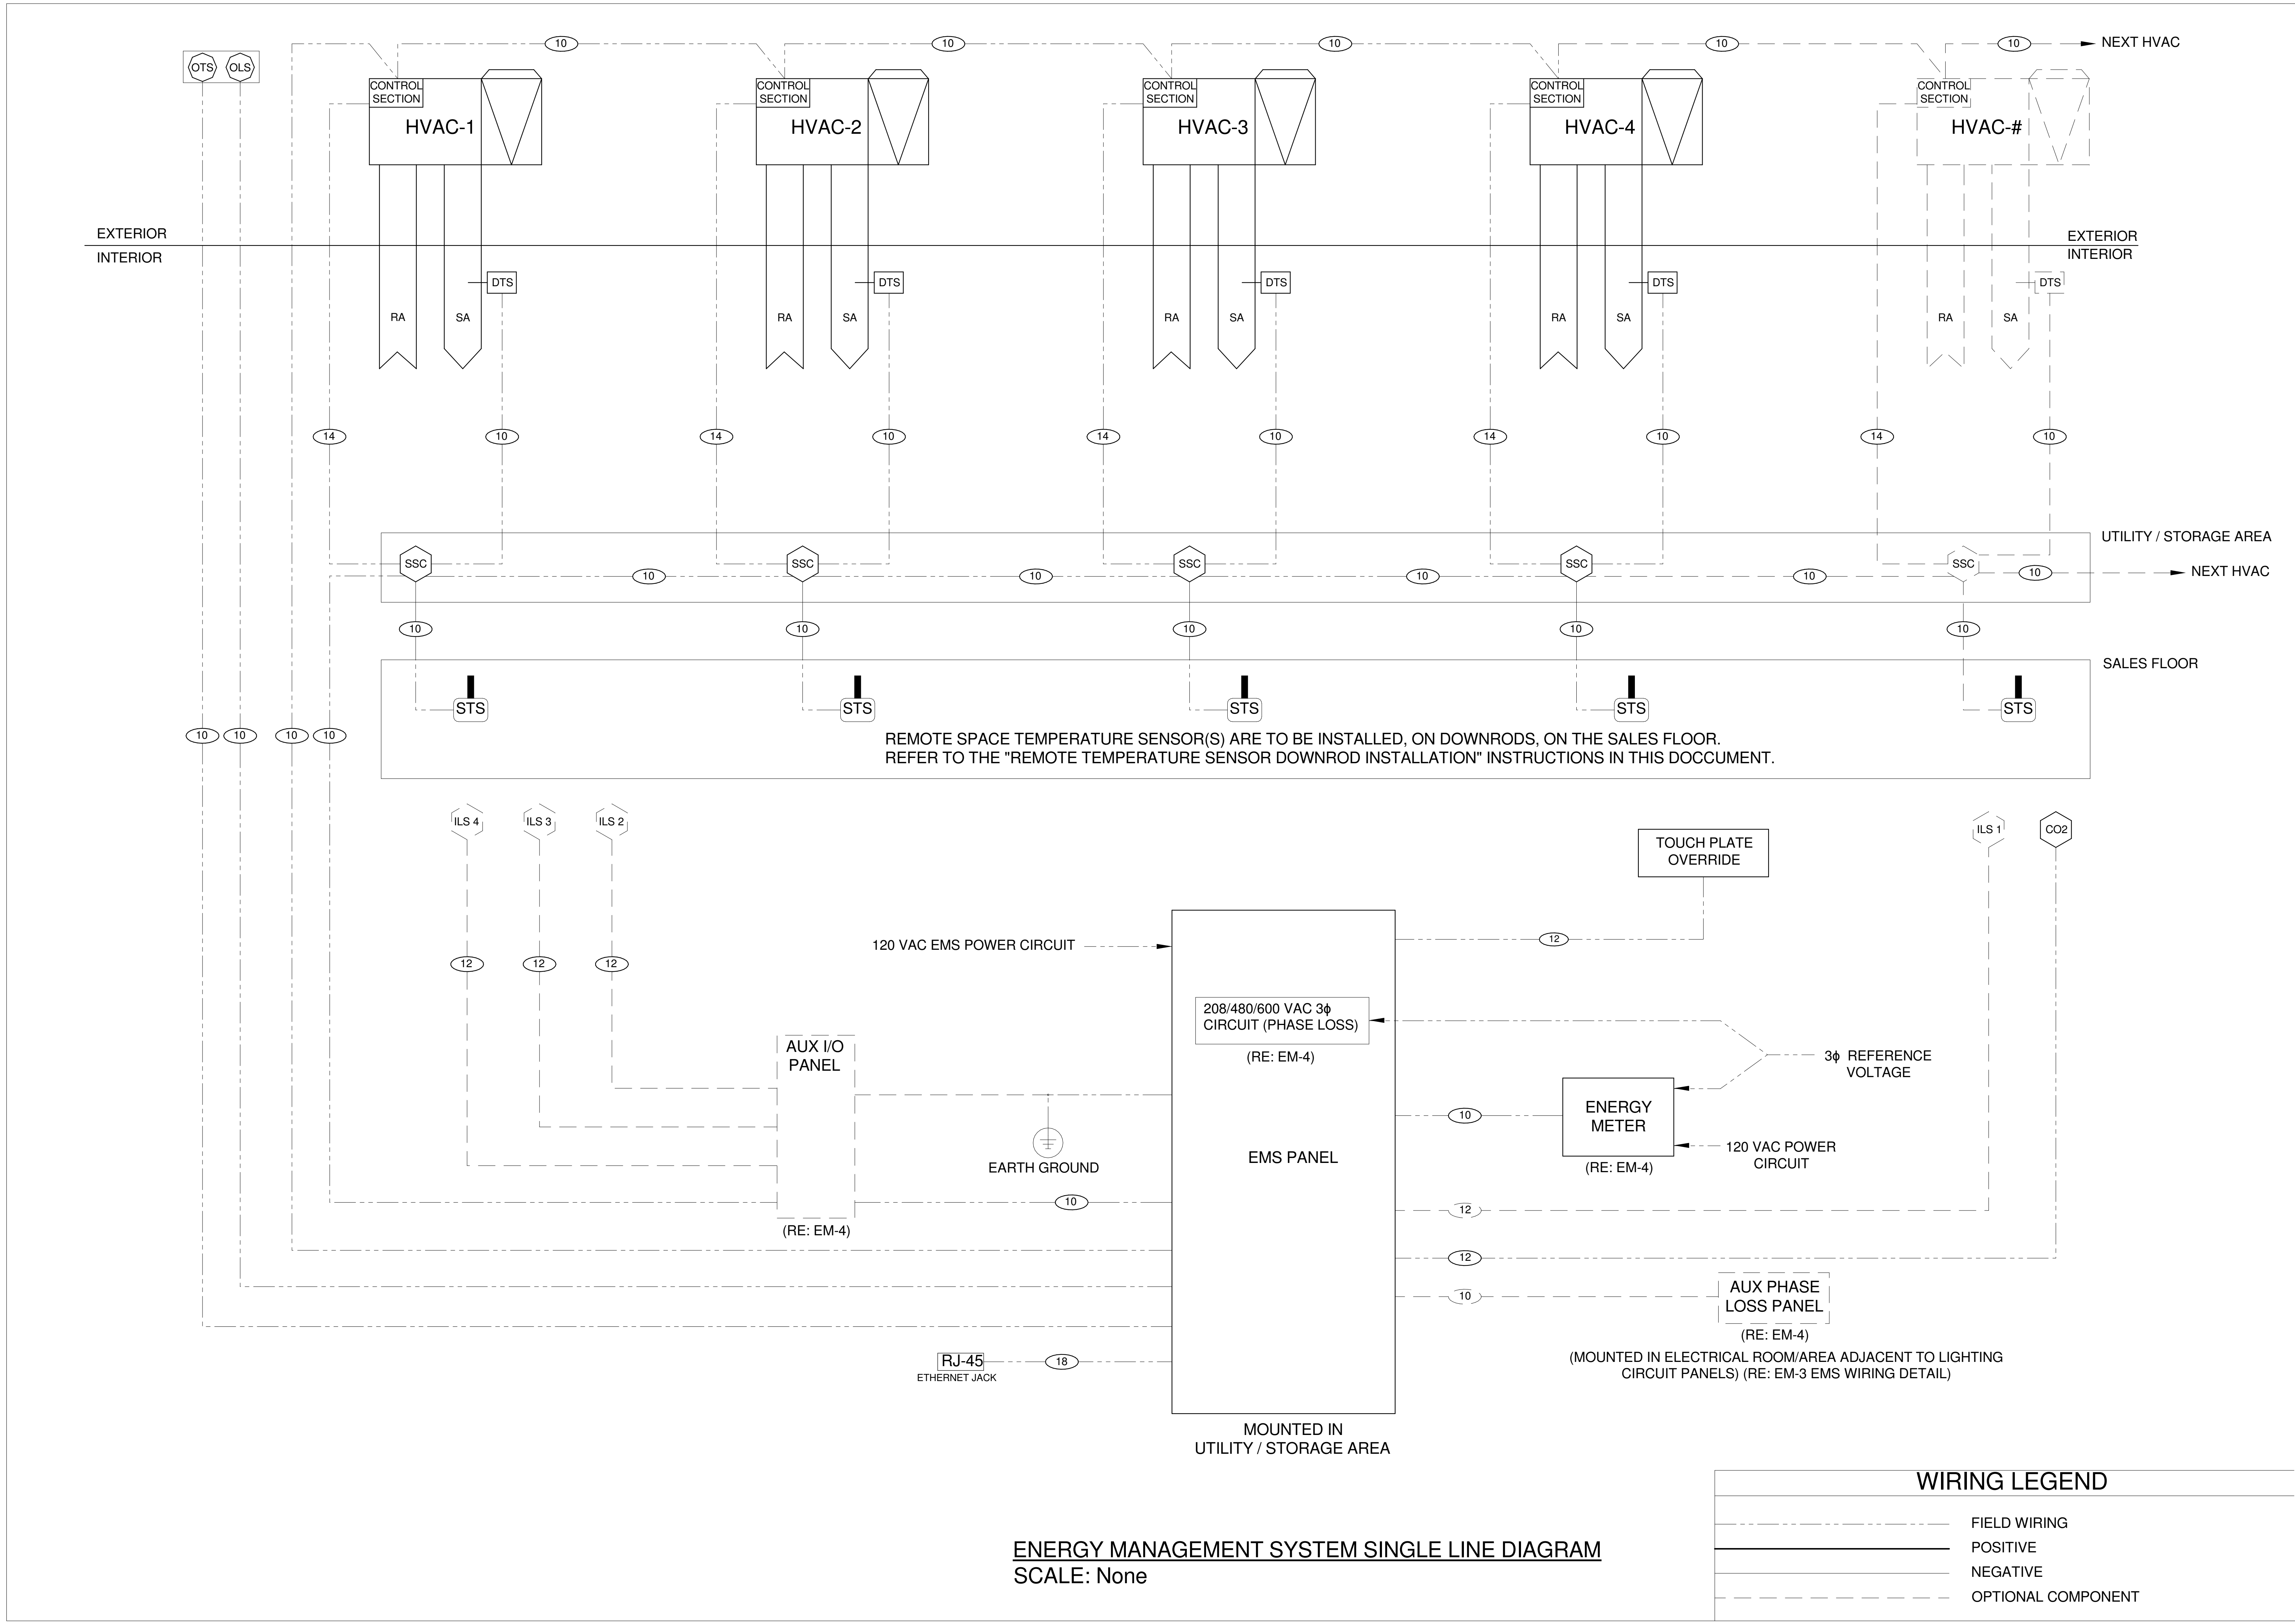 10
10
10
10
10
NEXT HVAC
OTS
OLS
CONTROL
SECTION
HVAC-1
CONTROL
SECTION
HVAC-2
CONTROL
SECTION
HVAC-3
CONTROL
SECTION
HVAC-4
CONTROL
SECTION
HVAC-#
EXTERIOR
INTERIOR
EXTERIOR
INTERIOR
DTS
DTS
DTS
DTS
DTS
RA
SA
RA
SA
RA
SA
RA
SA
RA
SA
14
10
14
10
14
10
14
10
14
10
UTILITY / STORAGE AREA
SSC
SSC
SSC
SSC
SSC
10
10
10
10
10
NEXT HVAC
10
10
10
10
10
SALES FLOOR
STS
STS
STS
STS
STS
10
10
10
10
REMOTE SPACE TEMPERATURE SENSOR(S) ARE TO BE INSTALLED, ON DOWNRODS, ON THE SALES FLOOR.
REFER TO THE "REMOTE TEMPERATURE SENSOR DOWNROD INSTALLATION" INSTRUCTIONS IN THIS DOCCUMENT.
ILS 4
ILS 3
ILS 2
ILS 1
CO2
TOUCH PLATE
OVERRIDE
120 VAC EMS POWER CIRCUIT
12
12
12
12
208/480/600 VAC 3ϕ
CIRCUIT (PHASE LOSS)
(RE: EM-4)
AUX I/O
PANEL
3ϕ REFERENCE
VOLTAGE
10
ENERGY
METER
(RE: EM-4)
120 VAC POWER
CIRCUIT
EARTH GROUND
EMS PANEL
10
(RE: EM-4)
12
12
10
AUX PHASE
LOSS PANEL
(RE: EM-4)
(MOUNTED IN ELECTRICAL ROOM/AREA ADJACENT TO LIGHTING
CIRCUIT PANELS) (RE: EM-3 EMS WIRING DETAIL)
RJ-45
ETHERNET JACK
18
MOUNTED IN
UTILITY / STORAGE AREA
WIRING LEGEND
FIELD WIRING
POSITIVE
NEGATIVE
OPTIONAL COMPONENT
ENERGY MANAGEMENT SYSTEM SINGLE LINE DIAGRAM
SCALE: None